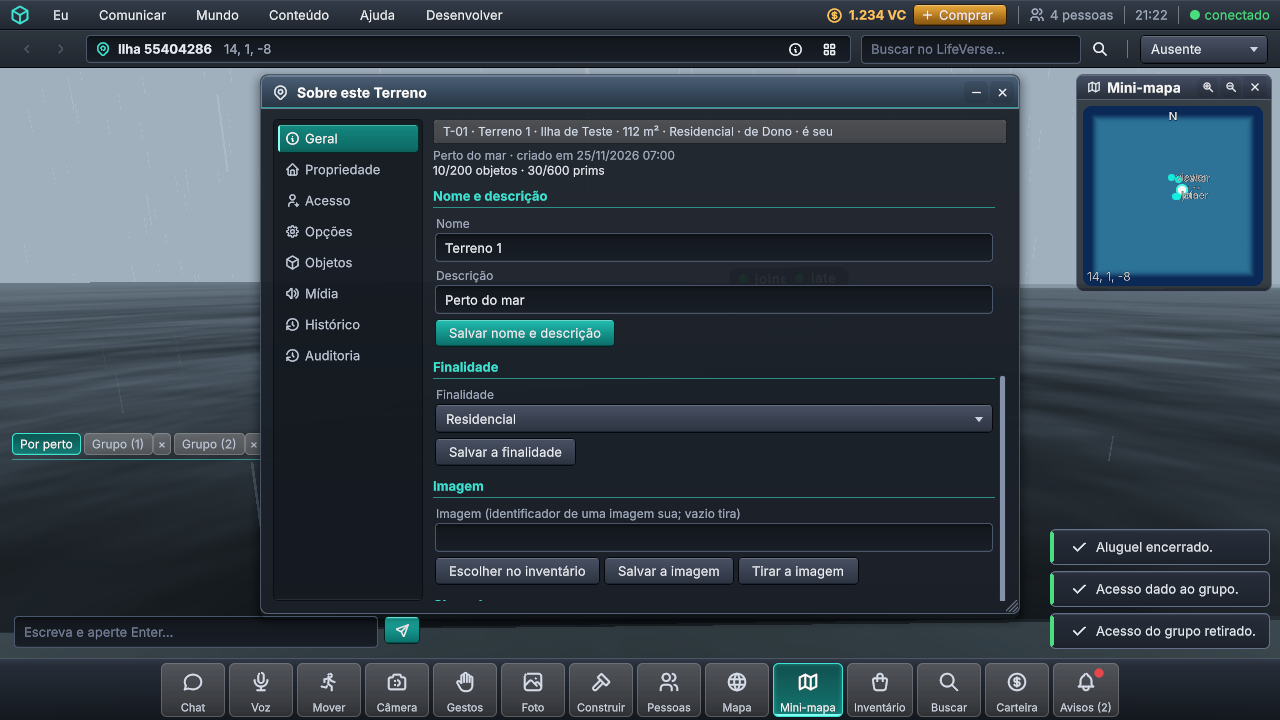 Eu Comunicar Mundo Conteúdo Ajuda Desenvolver 1.234 VC + Comprar 4 pessoas 21:22 conectado
Ilha 55404286 14, 1, -8 Buscar no LifeVerse... Ausente
Sobre este Terreno
Mini-mapa
N
14, 1, -8
Geral
Propriedade
Acesso
Opções
Objetos
Mídia
Histórico
Auditoria
T-01 · Terreno 1 · Ilha de Teste · 112 m² · Residencial · de Dono · é seu
Perto do mar · criado em 25/11/2026 07:00
10/200 objetos · 30/600 prims
Nome e descrição
Nome
Terreno 1
Descrição
joins late
Perto do mar
Salvar nome e descrição
Finalidade
Finalidade
Residencial
Salvar a finalidade
Imagem
Imagem (identificador de uma imagem sua; vazio tira)
Escolher no inventário Salvar a imagem Tirar a imagem
Por perto Grupo (1) × Grupo (2) ×
Aluguel encerrado.
Acesso dado ao grupo.
Acesso do grupo retirado.
Escreva e aperte Enter...
Chat Voz Mover Câmera Gestos Foto Construir Pessoas Mapa Mini-mapa Inventário Buscar Carteira Avisos (2)